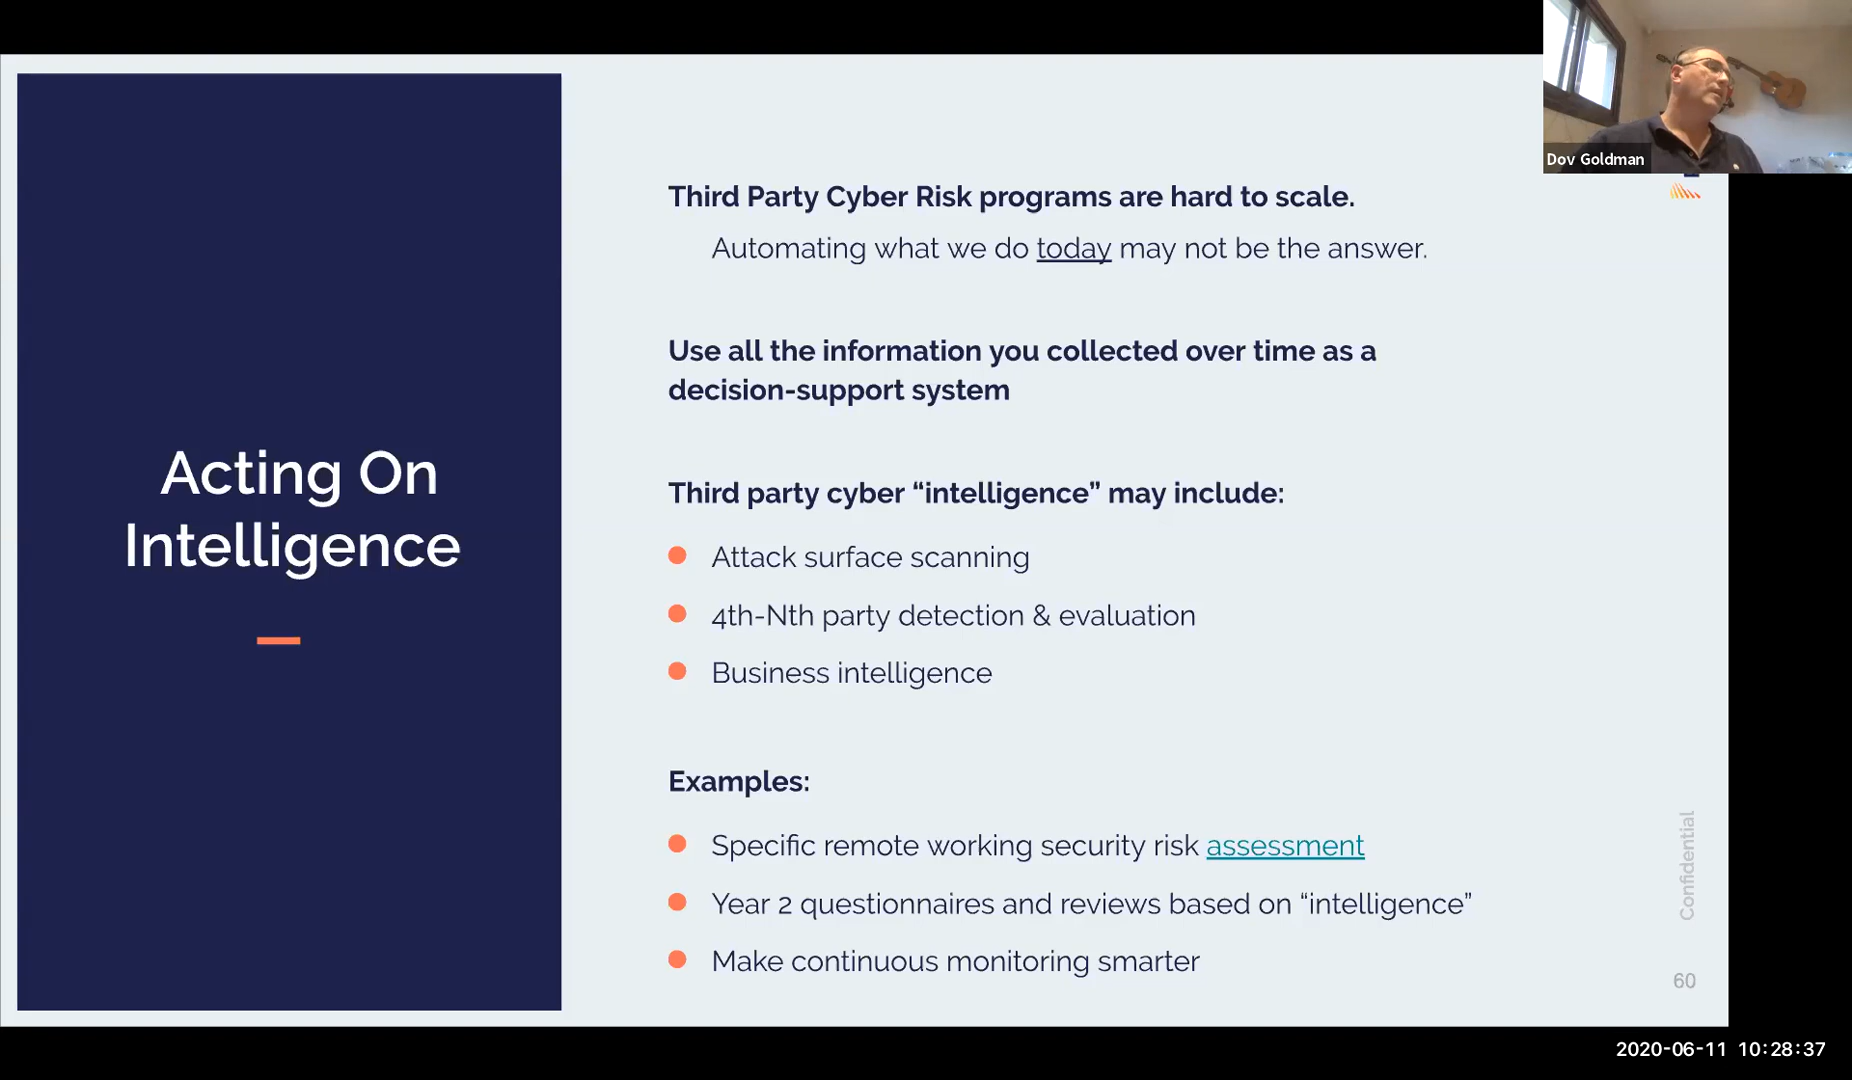 Dov Goldman
Acting On
Intelligence
Third Party Cyber Risk programs are hard to scale.
Automating what we do today may not be the answer.
Use all the information you collected over time as a
decision-support system
Third party cyber “intelligence” may include:
Attack surface scanning
4th-Nth party detection & evaluation
Business intelligence
Examples:
Specific remote working security risk assessment
Year 2 questionnaires and reviews based on “intelligence”
Make continuous monitoring smarter
Confidential
60
2020-06-11 10:28:37